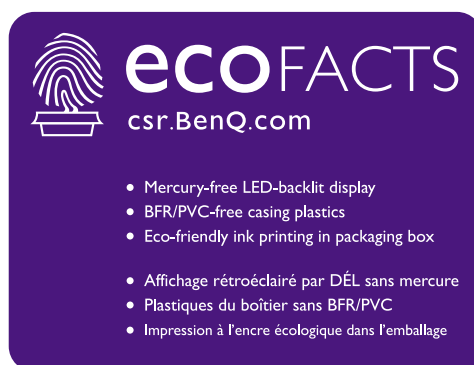 ecoFACTS
csr.BenQ.com
• Mercury-free LED-backlit display
• BFR/PVC-free casing plastics
• Eco-friendly ink printing in packaging box
• Affichage rétroéclairé par DÉL sans mercure
• Plastiques du boîtier sans BFR/PVC
• Impression à l'encre écologique dans l'emballage